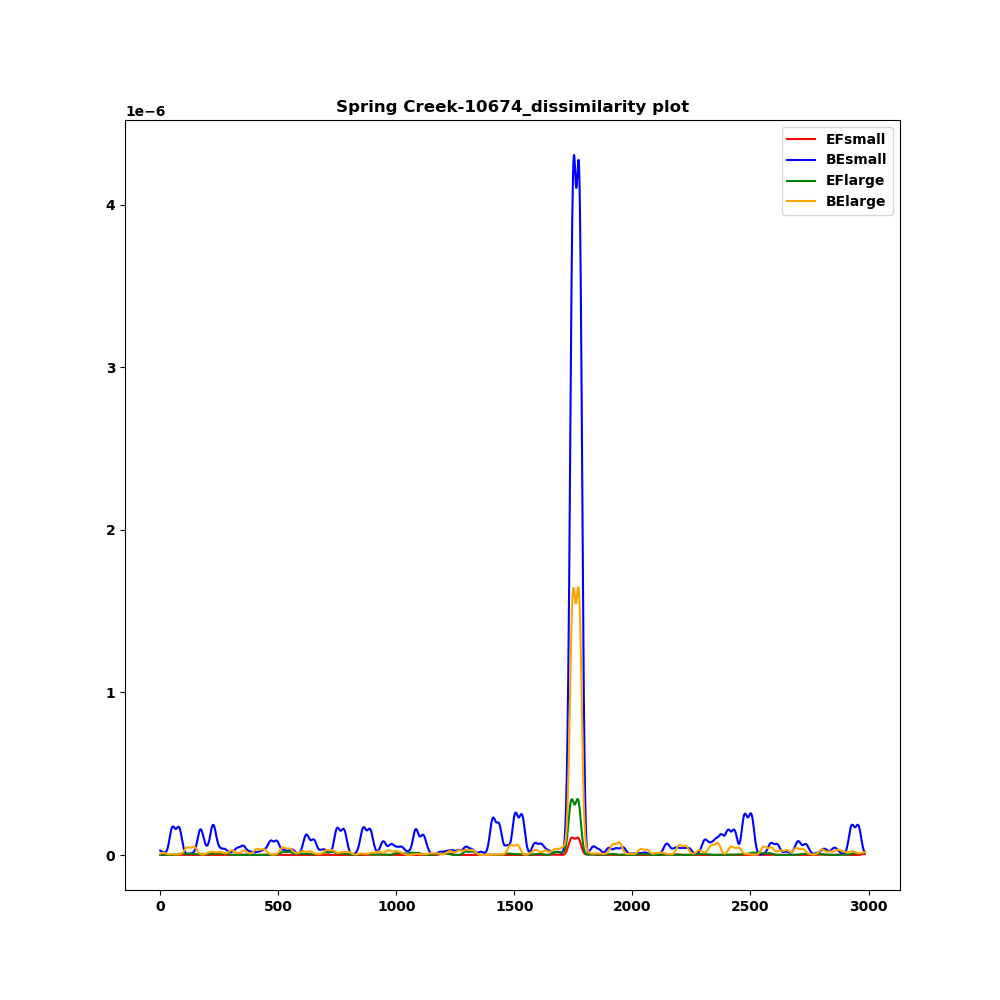 Spring Creek-10674_dissimilarity plot
1e−6
EFsmall
BEsmall
EFlarge
BElarge
4
3
2
1
0
0 500 1000 1500 2000 2500 3000